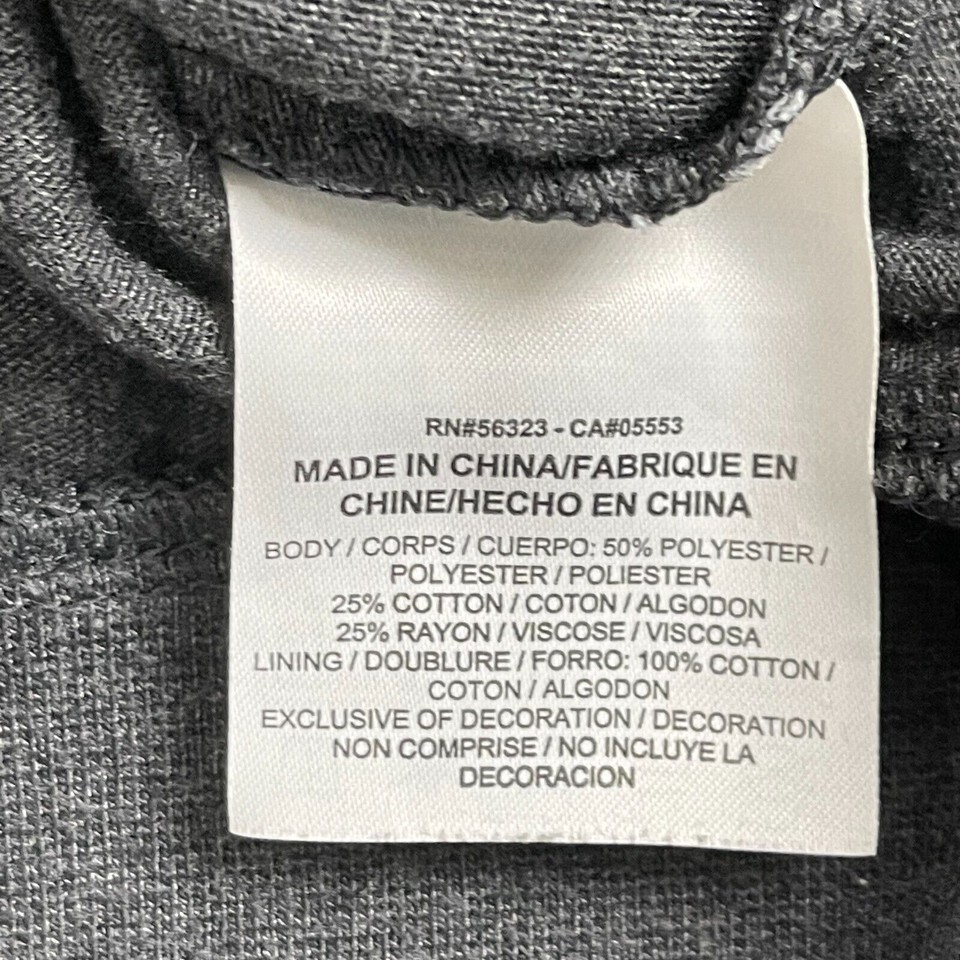 RN#56323 - CA#05553
MADE IN CHINA/FABRIQUE EN
CHINE/HECHO EN CHINA
BODY / CORPS / CUERPO: 50% POLYESTER /
POLYESTER / POLIESTER
25% COTTON / COTON / ALGODON
25% RAYON / VISCOSE / VISCOSA
LINING / DOUBLURE / FORRO: 100% COTTON /
COTON / ALGODON
EXCLUSIVE OF DECORATION / DECORATION
NON COMPRISE / NO INCLUYE LA
DECORACION